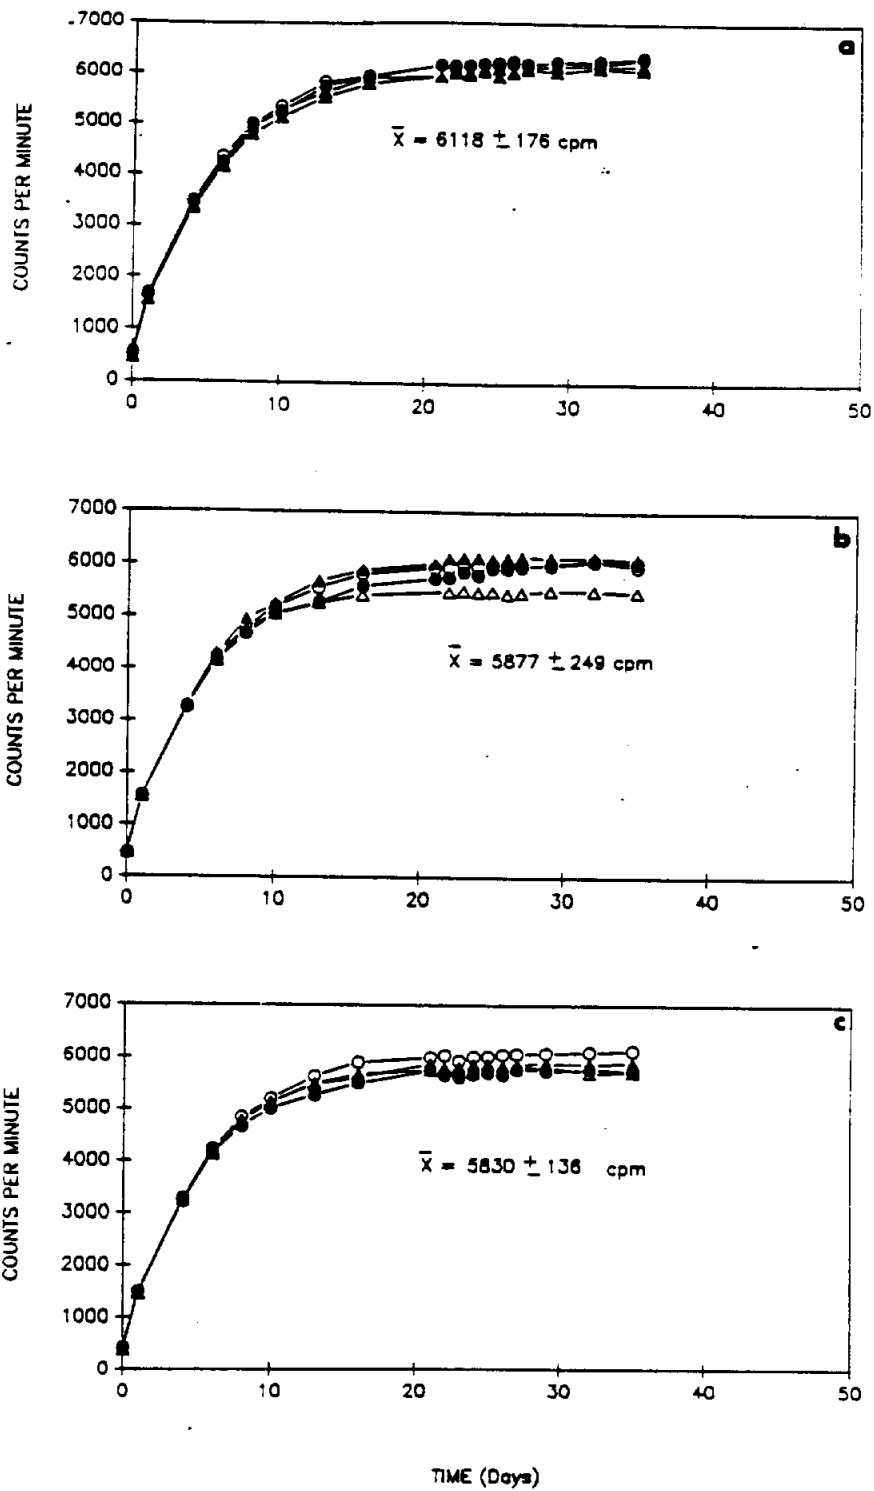 7000
a
6000
5000
x̄ = 6118 ± 176 cpm
4000
3000
2000
1000
0
COUNTS PER MINUTE
0 10 20 30 40 50
7000
b
6000
5000
x̄ = 5877 ± 249 cpm
4000
3000
2000
1000
0
COUNTS PER MINUTE
0 10 20 30 40 50
7000
c
6000
5000
x̄ = 5830 ± 136 cpm
4000
3000
2000
1000
0
COUNTS PER MINUTE
0 10 20 30 40 50
TIME (Days)